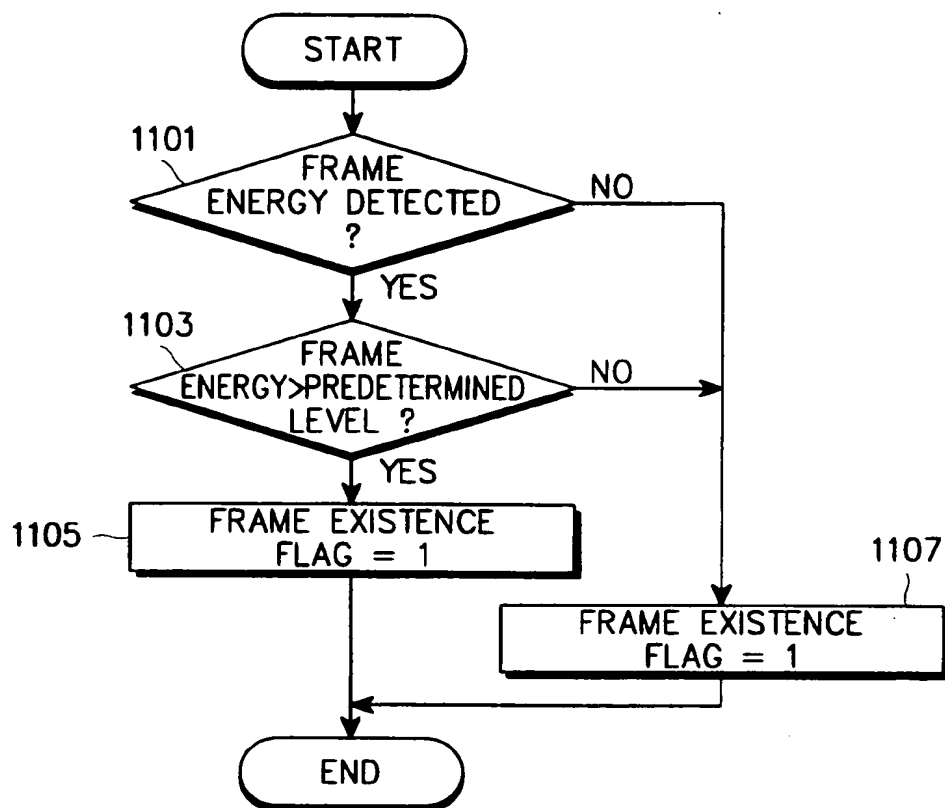 START
1101
FRAME
ENERGY DETECTED
?
NO
YES
1103
FRAME
ENERGY>PREDETERMINED
LEVEL ?
NO
YES
1105
FRAME EXISTENCE
FLAG = 1
1107
FRAME EXISTENCE
FLAG = 1
END